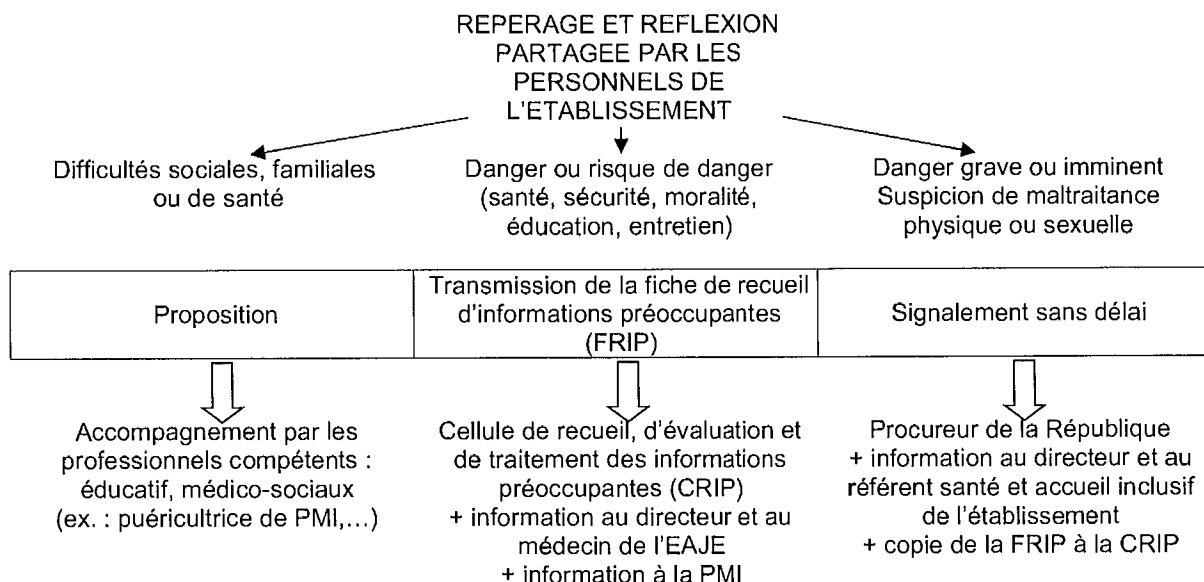 REPERAGE ET REFLEXION
PARTAGEE PAR LES
PERSONNELS DE
L'ETABLISSEMENT
Difficultés sociales, familiales
ou de santé
Danger ou risque de danger
(santé, sécurité, moralité,
éducation, entretien)
Danger grave ou imminent
Suspicion de maltraitance
physique ou sexuelle
Proposition
Transmission de la fiche de recueil
d'informations préoccupantes
(FRIP)
Signalement sans délai
Accompagnement par les
professionnels compétents :
éducatif, médico-sociaux
(ex. : puéricultrice de PMI,…)
Cellule de recueil, d'évaluation et
de traitement des informations
préoccupantes (CRIP)
+ information au directeur et au
médecin de l'EAJE
+ information à la PMI
Procureur de la République
+ information au directeur et au
référent santé et accueil inclusif
de l'établissement
+ copie de la FRIP à la CRIP